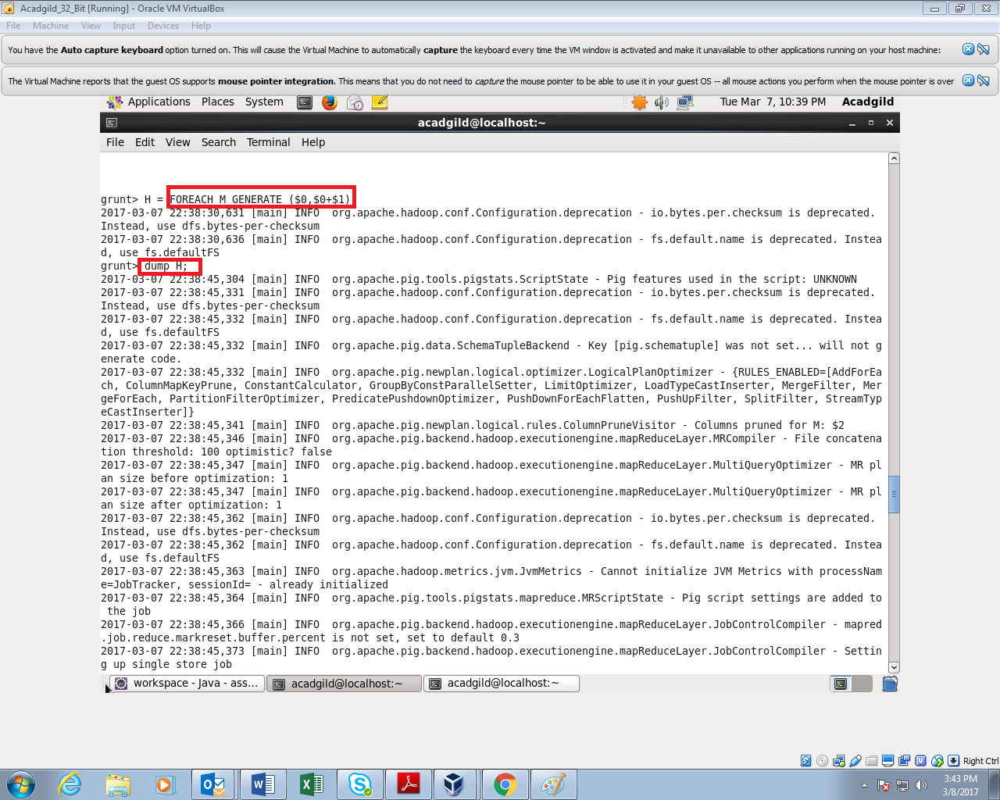 Acadgild_32_Bit [Running] - Oracle VM VirtualBox
File Machine View Input Devices Help
You have the Auto capture keyboard option turned on. This will cause the Virtual Machine to automatically capture the keyboard every time the VM window is activated and make it unavailable to other applications running on your host machine:
The Virtual Machine reports that the guest OS supports mouse pointer integration. This means that you do not need to capture the mouse pointer to be able to use it in your guest OS -- all mouse actions you perform when the mouse pointer is over
Applications Places System Tue Mar 7, 10:39 PM Acadgild
acadgild@localhost:~
File Edit View Search Terminal Help
grunt> H = FOREACH M GENERATE ($0,$0+$1)
2017-03-07 22:38:30,631 [main] INFO  org.apache.hadoop.conf.Configuration.deprecation - io.bytes.per.checksum is deprecated.
Instead, use dfs.bytes-per-checksum
2017-03-07 22:38:30,636 [main] INFO  org.apache.hadoop.conf.Configuration.deprecation - fs.default.name is deprecated. Instea
d, use fs.defaultFS
grunt> dump H;
2017-03-07 22:38:45,304 [main] INFO  org.apache.pig.tools.pigstats.ScriptState - Pig features used in the script: UNKNOWN
2017-03-07 22:38:45,331 [main] INFO  org.apache.hadoop.conf.Configuration.deprecation - io.bytes.per.checksum is deprecated.
Instead, use dfs.bytes-per-checksum
2017-03-07 22:38:45,332 [main] INFO  org.apache.hadoop.conf.Configuration.deprecation - fs.default.name is deprecated. Instea
d, use fs.defaultFS
2017-03-07 22:38:45,332 [main] INFO  org.apache.pig.data.SchemaTupleBackend - Key [pig.schematuple] was not set... will not g
enerate code.
2017-03-07 22:38:45,332 [main] INFO  org.apache.pig.newplan.logical.optimizer.LogicalPlanOptimizer - {RULES_ENABLED=[AddForEa
ch, ColumnMapKeyPrune, ConstantCalculator, GroupByConstParallelSetter, LimitOptimizer, LoadTypeCastInserter, MergeFilter, Mer
geForEach, PartitionFilterOptimizer, PredicatePushdownOptimizer, PushDownForEachFlatten, PushUpFilter, SplitFilter, StreamTyp
eCastInserter]}
2017-03-07 22:38:45,341 [main] INFO  org.apache.pig.newplan.logical.rules.ColumnPruneVisitor - Columns pruned for M: $2
2017-03-07 22:38:45,346 [main] INFO  org.apache.pig.backend.hadoop.executionengine.mapReduceLayer.MRCompiler - File concatena
tion threshold: 100 optimistic? false
2017-03-07 22:38:45,347 [main] INFO  org.apache.pig.backend.hadoop.executionengine.mapReduceLayer.MultiQueryOptimizer - MR pl
an size before optimization: 1
2017-03-07 22:38:45,347 [main] INFO  org.apache.pig.backend.hadoop.executionengine.mapReduceLayer.MultiQueryOptimizer - MR pl
an size after optimization: 1
2017-03-07 22:38:45,362 [main] INFO  org.apache.hadoop.conf.Configuration.deprecation - io.bytes.per.checksum is deprecated.
Instead, use dfs.bytes-per-checksum
2017-03-07 22:38:45,362 [main] INFO  org.apache.hadoop.conf.Configuration.deprecation - fs.default.name is deprecated. Instea
d, use fs.defaultFS
2017-03-07 22:38:45,363 [main] INFO  org.apache.hadoop.metrics.jvm.JvmMetrics - Cannot initialize JVM Metrics with processNam
e=JobTracker, sessionId= - already initialized
2017-03-07 22:38:45,364 [main] INFO  org.apache.pig.tools.pigstats.mapreduce.MRScriptState - Pig script settings are added to
 the job
2017-03-07 22:38:45,366 [main] INFO  org.apache.pig.backend.hadoop.executionengine.mapReduceLayer.JobControlCompiler - mapred
.job.reduce.markreset.buffer.percent is not set, set to default 0.3
2017-03-07 22:38:45,373 [main] INFO  org.apache.pig.backend.hadoop.executionengine.mapReduceLayer.JobControlCompiler - Settin
g up single store job
workspace - Java - ass... acadgild@localhost:~ acadgild@localhost:~
Right Ctrl
3:43 PM
3/8/2017